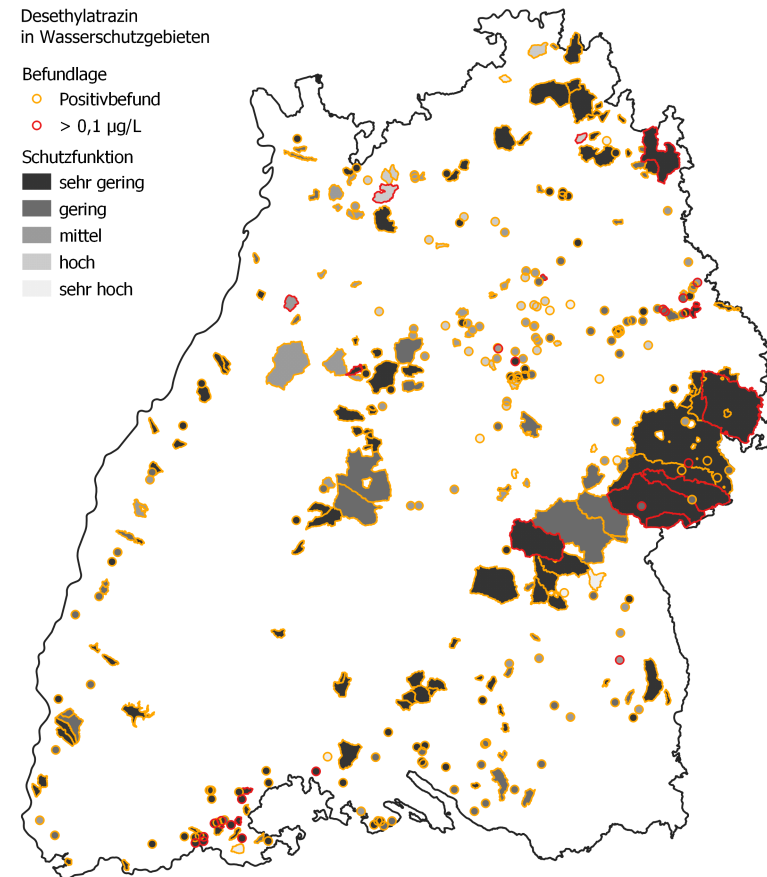 Desethylatrazin
in Wasserschutzgebieten
Befundlage
Positivbefund
> 0,1 µg/L
Schutzfunktion
sehr gering
gering
mittel
hoch
sehr hoch